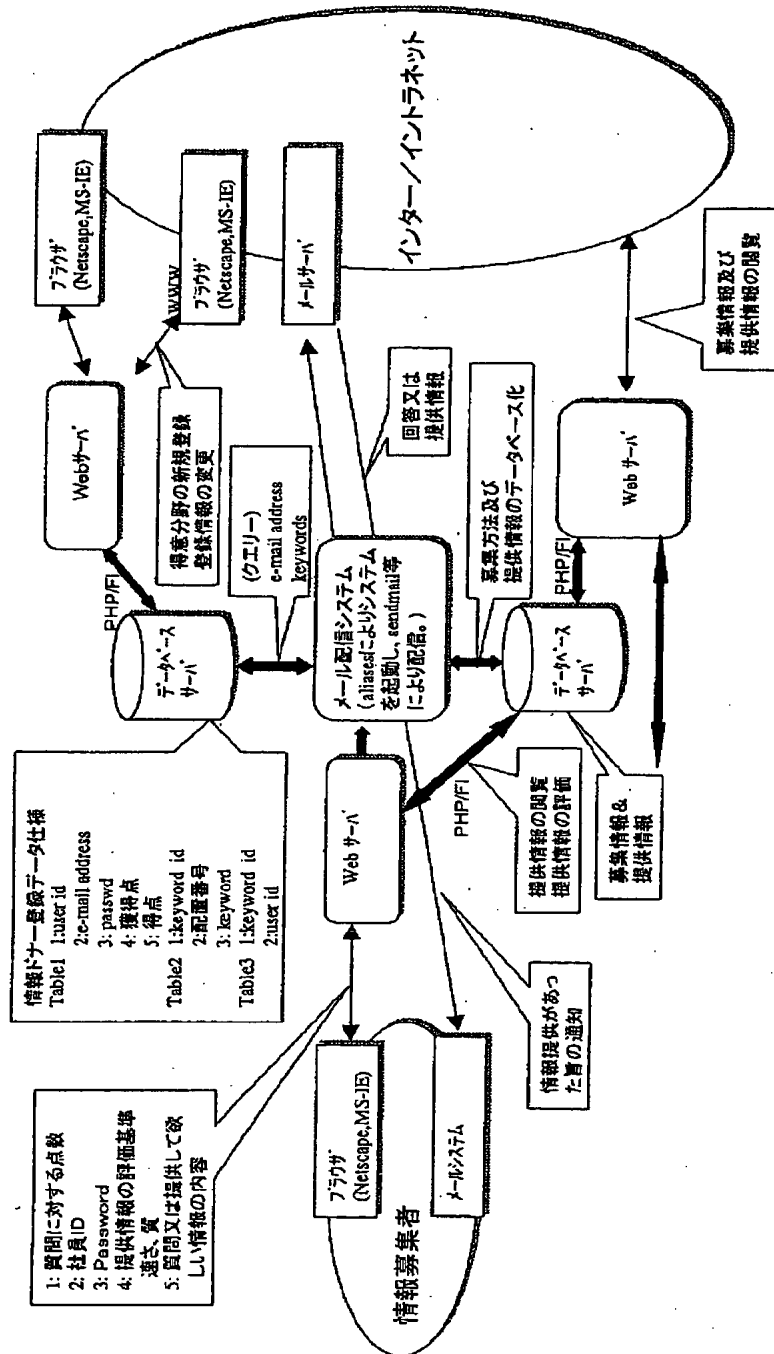 1: 質問に対する点数
2: 社員ID
3: Password
4: 提供情報の評価基準
速さ、質
5: 質問又は提供して欲
しい情報の内容
情報ドナー登録データ仕様
Table1 1:user id
2:e-mail address
3: passwd
4: 獲得点
5: 得点
Table2 1:keyword id
2:配置番号
3: keyword
Table3 1:keyword id
2:user id
データベース
サーバ
PHP/FI
Webサーバ
ブラウザ
(Netscape,MS-IE)
得意分野の新規登録
登録情報の変更
WWW
ブラウザ
(Netscape,MS-IE)
(クエリー)
e-mail address
keywords
メールサーバ
インター/イントラネット
情報募集者
ブラウザ
(Netscape,MS-IE)
メールシステム
Web サーバ
メール配信システム
(aliasesによりシステム
を起動し、sendmail等
により配信。)
回答又は
提供情報
募集方法及び
提供情報のデータベース化
PHP/FI
提供情報の閲覧
提供情報の評価
情報提供があっ
た旨の通知
募集情報&
提供情報
データベース
サーバ
PHP/FI
Web サーバ
募集情報及び
提供情報の閲覧